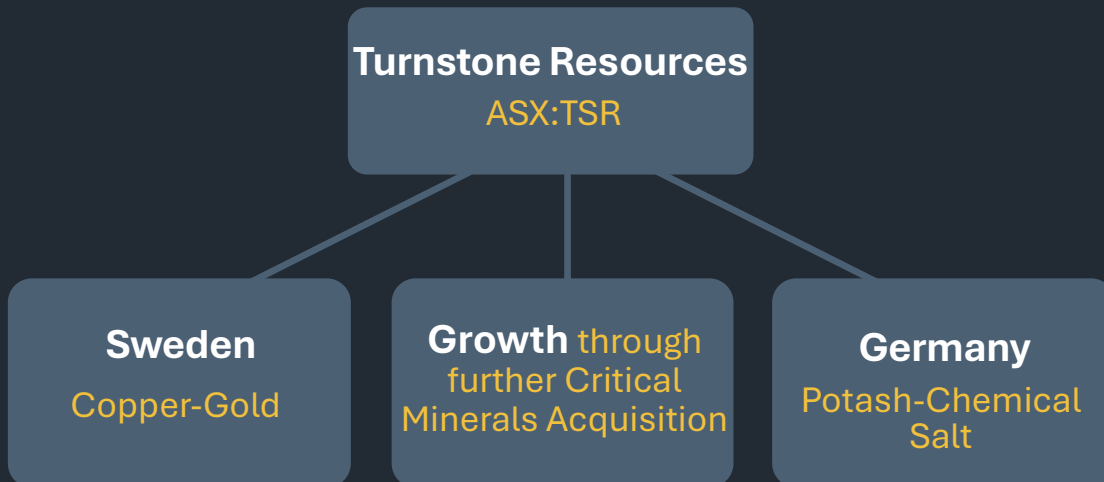 Turnstone Resources
ASX:TSR
Sweden
Copper-Gold
Growth through
further Critical
Minerals Acquisition
Germany
Potash-Chemical
Salt